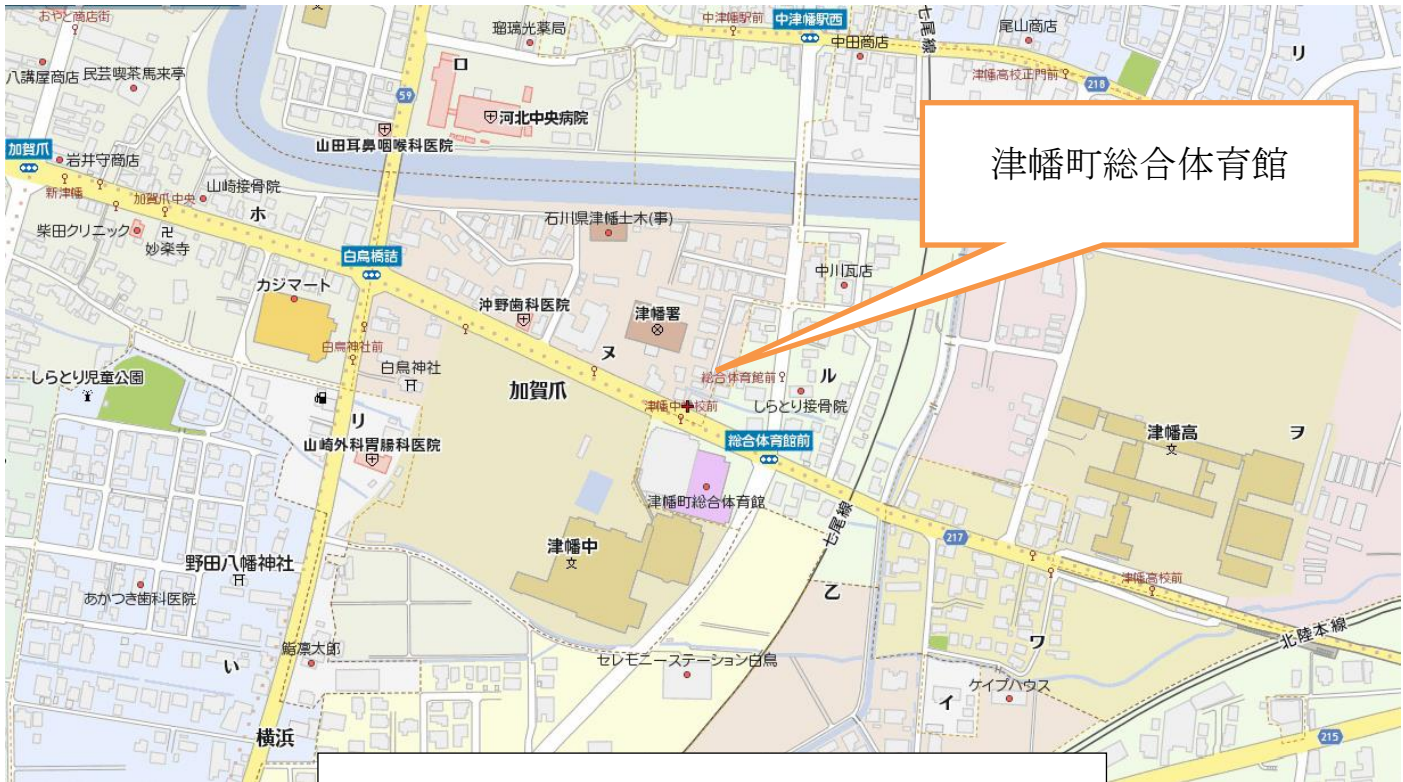 おやど商店街
瑠璃光薬局
中津幡駅前
中津幡駅西
七尾線
尾山商店
リ
中田商店
八講屋商店
民芸喫茶馬来亭
ロ
59
津幡高校正門前
218
河北中央病院
山田耳鼻咽喉科医院
加賀爪
岩井守商店
津幡町総合体育館
新津幡
加賀爪中央
山崎接骨院
ホ
石川県津幡土木(事)
柴田クリニック
妙楽寺
白鳥橋詰
中川瓦店
カジマート
沖野歯科医院
津幡署
白鳥神社前
ヌ
白鳥神社
総合体育館前
ル
しらとり児童公園
加賀爪
津幡中学校前
しらとり接骨院
リ
総合体育館前
津幡高
文
ヲ
山崎外科胃腸科医院
津幡町総合体育館
七尾線
217
津幡中
文
野田八幡神社
あかつき歯科医院
乙
津幡高校前
北陸本線
鮨凛太郎
ワ
い
セレモニーステーション白鳥
ケイプハウス
イ
横浜
215